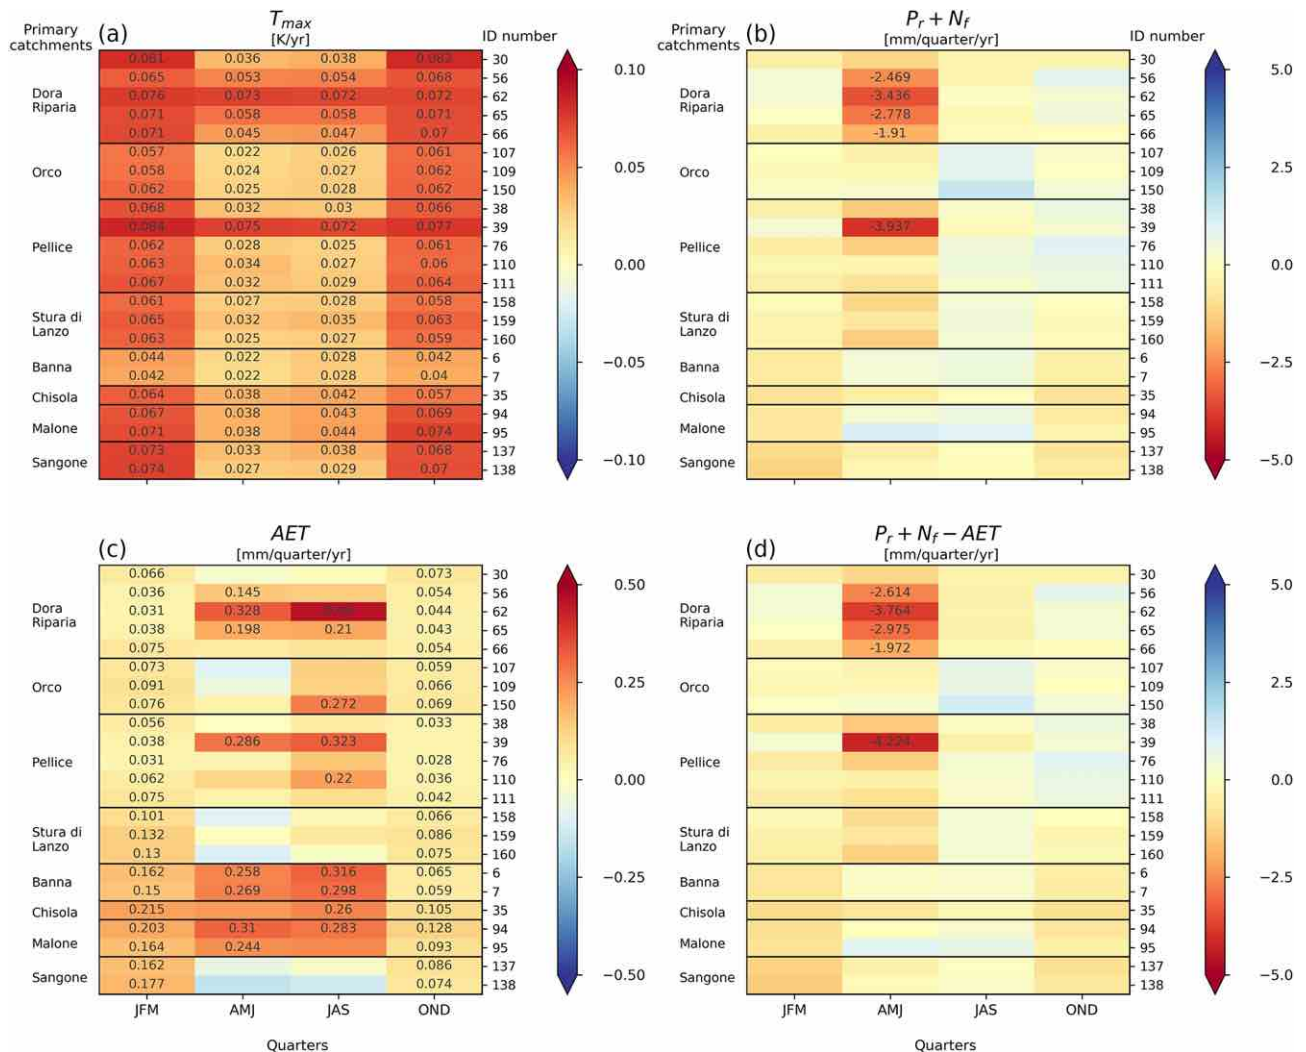 Primary catchments
(a)
T_max
[K/yr]
ID number
Dora Riparia
0.081 0.036 0.038 0.082 30
0.065 0.053 0.054 0.068 56
0.076 0.073 0.072 0.072 62
0.071 0.058 0.058 0.071 65
0.071 0.045 0.047 0.07 66
Orco
0.057 0.022 0.026 0.061 107
0.058 0.024 0.027 0.062 109
0.062 0.025 0.028 0.062 150
Pellice
0.068 0.032 0.03 0.066 38
0.084 0.075 0.072 0.077 39
0.062 0.028 0.025 0.061 76
0.063 0.034 0.027 0.06 110
0.067 0.032 0.029 0.064 111
Stura di Lanzo
0.061 0.027 0.028 0.058 158
0.065 0.032 0.035 0.063 159
0.063 0.025 0.027 0.059 160
Banna
0.044 0.022 0.028 0.042 6
0.042 0.022 0.028 0.04 7
Chisola
0.064 0.038 0.042 0.057 35
Malone
0.067 0.038 0.043 0.069 94
0.071 0.038 0.044 0.074 95
Sangone
0.073 0.033 0.038 0.068 137
0.074 0.027 0.029 0.07 138
0.10
0.05
0.00
−0.05
−0.10
Primary catchments
(b)
P_r + N_f
[mm/quarter/yr]
ID number
Dora Riparia
30
-2.469 56
-3.436 62
-2.778 65
-1.91 66
Orco
107
109
150
Pellice
38
-3.937 39
76
110
111
Stura di Lanzo
158
159
160
Banna
6
7
Chisola
35
Malone
94
95
Sangone
137
138
5.0
2.5
0.0
−2.5
−5.0
(c)
AET
[mm/quarter/yr]
Dora Riparia
0.066 0.073 30
0.036 0.145 0.054 56
0.031 0.328 0.044 62
0.038 0.198 0.21 0.043 65
0.075 0.054 66
Orco
0.073 0.059 107
0.091 0.066 109
0.076 0.272 0.069 150
Pellice
0.056 0.033 38
0.038 0.286 0.323 39
0.031 0.028 76
0.062 0.22 0.036 110
0.075 0.042 111
Stura di Lanzo
0.101 0.066 158
0.132 0.086 159
0.13 0.075 160
Banna
0.162 0.258 0.316 0.065 6
0.15 0.269 0.298 0.059 7
Chisola
0.215 0.26 0.105 35
Malone
0.203 0.31 0.283 0.128 94
0.164 0.244 0.093 95
Sangone
0.162 0.086 137
0.177 0.074 138
JFM AMJ JAS OND
Quarters
0.50
0.25
0.00
−0.25
−0.50
(d)
P_r + N_f − AET
[mm/quarter/yr]
Dora Riparia
30
-2.614 56
-3.764 62
-2.975 65
-1.972 66
Orco
107
109
150
Pellice
38
-4.224 39
76
110
111
Stura di Lanzo
158
159
160
Banna
6
7
Chisola
35
Malone
94
95
Sangone
137
138
JFM AMJ JAS OND
Quarters
5.0
2.5
0.0
−2.5
−5.0